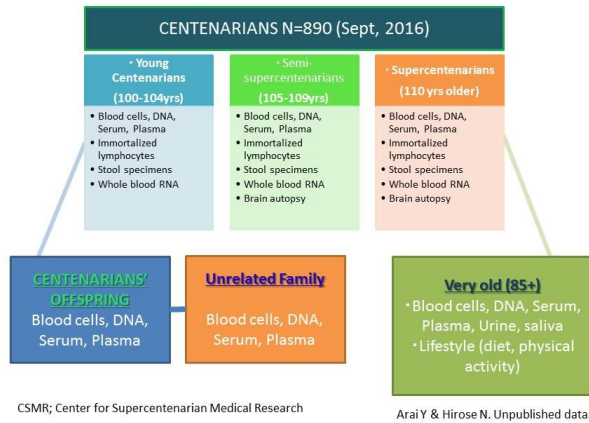 CENTENARIANS N=890 (Sept, 2016)
· Young
Centenarians
(100-104yrs)
• Blood cells, DNA,
Serum, Plasma
• Immortalized
lymphocytes
• Stool specimens
• Whole blood RNA
· Semi-
supercentenarians
(105-109yrs)
• Blood cells, DNA,
Serum, Plasma
• Immortalized
lymphocytes
• Stool specimens
• Whole blood RNA
• Brain autopsy
· Supercentenarians
(110 yrs older)
• Blood cells, DNA,
Serum, Plasma
• Immortalized
lymphocytes
• Stool specimens
• Whole blood RNA
• Brain autopsy
CENTENARIANS'
OFFSPRING
Blood cells, DNA,
Serum, Plasma
Unrelated Family
Blood cells, DNA,
Serum, Plasma
Very old (85+)
· Blood cells, DNA, Serum,
Plasma, Urine, saliva
· Lifestyle (diet, physical
activity)
CSMR; Center for Supercentenarian Medical Research
Arai Y & Hirose N. Unpublished data